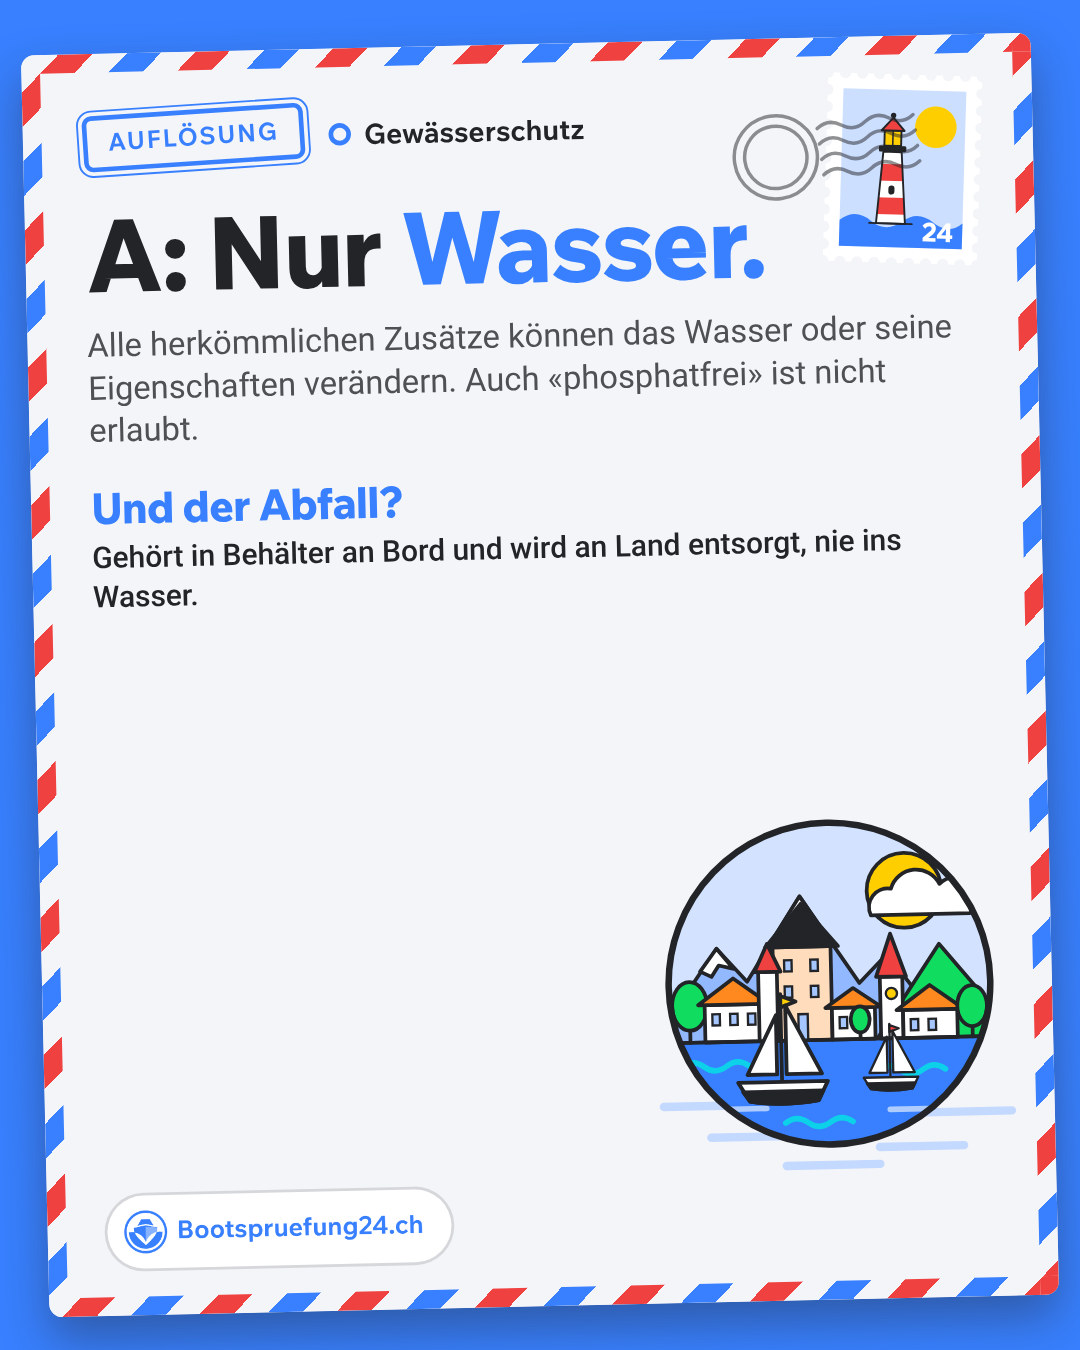 AUFLÖSUNG
Gewässerschutz
24
A: Nur Wasser.
Alle herkömmlichen Zusätze können das Wasser oder seine
Eigenschaften verändern. Auch «phosphatfrei» ist nicht
erlaubt.
Und der Abfall?
Gehört in Behälter an Bord und wird an Land entsorgt, nie ins
Wasser.
Bootspruefung24.ch